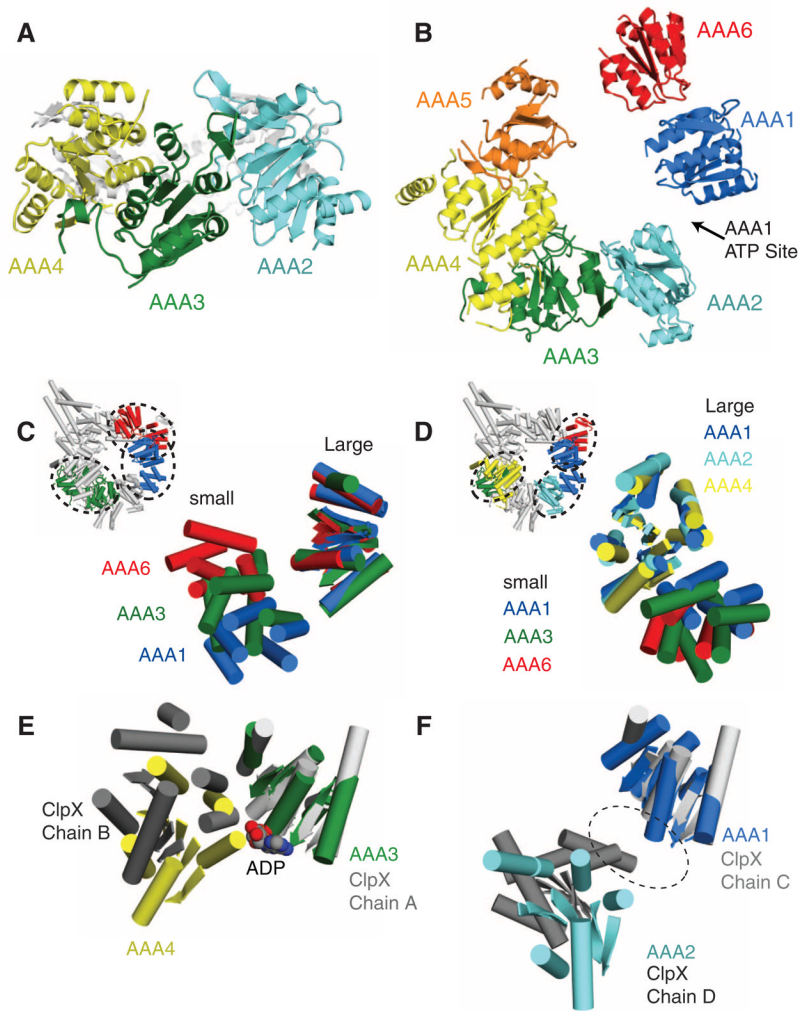 A
AAA4
AAA3
AAA2
B
AAA6
AAA5
AAA1
AAA1
ATP Site
AAA4
AAA2
AAA3
C
Large
small
AAA6
AAA3
AAA1
D
Large
AAA1
AAA2
AAA4
small
AAA1
AAA3
AAA6
E
ClpX
Chain B
ADP
AAA3
ClpX
Chain A
AAA4
F
AAA1
ClpX
Chain C
AAA2
ClpX
Chain D